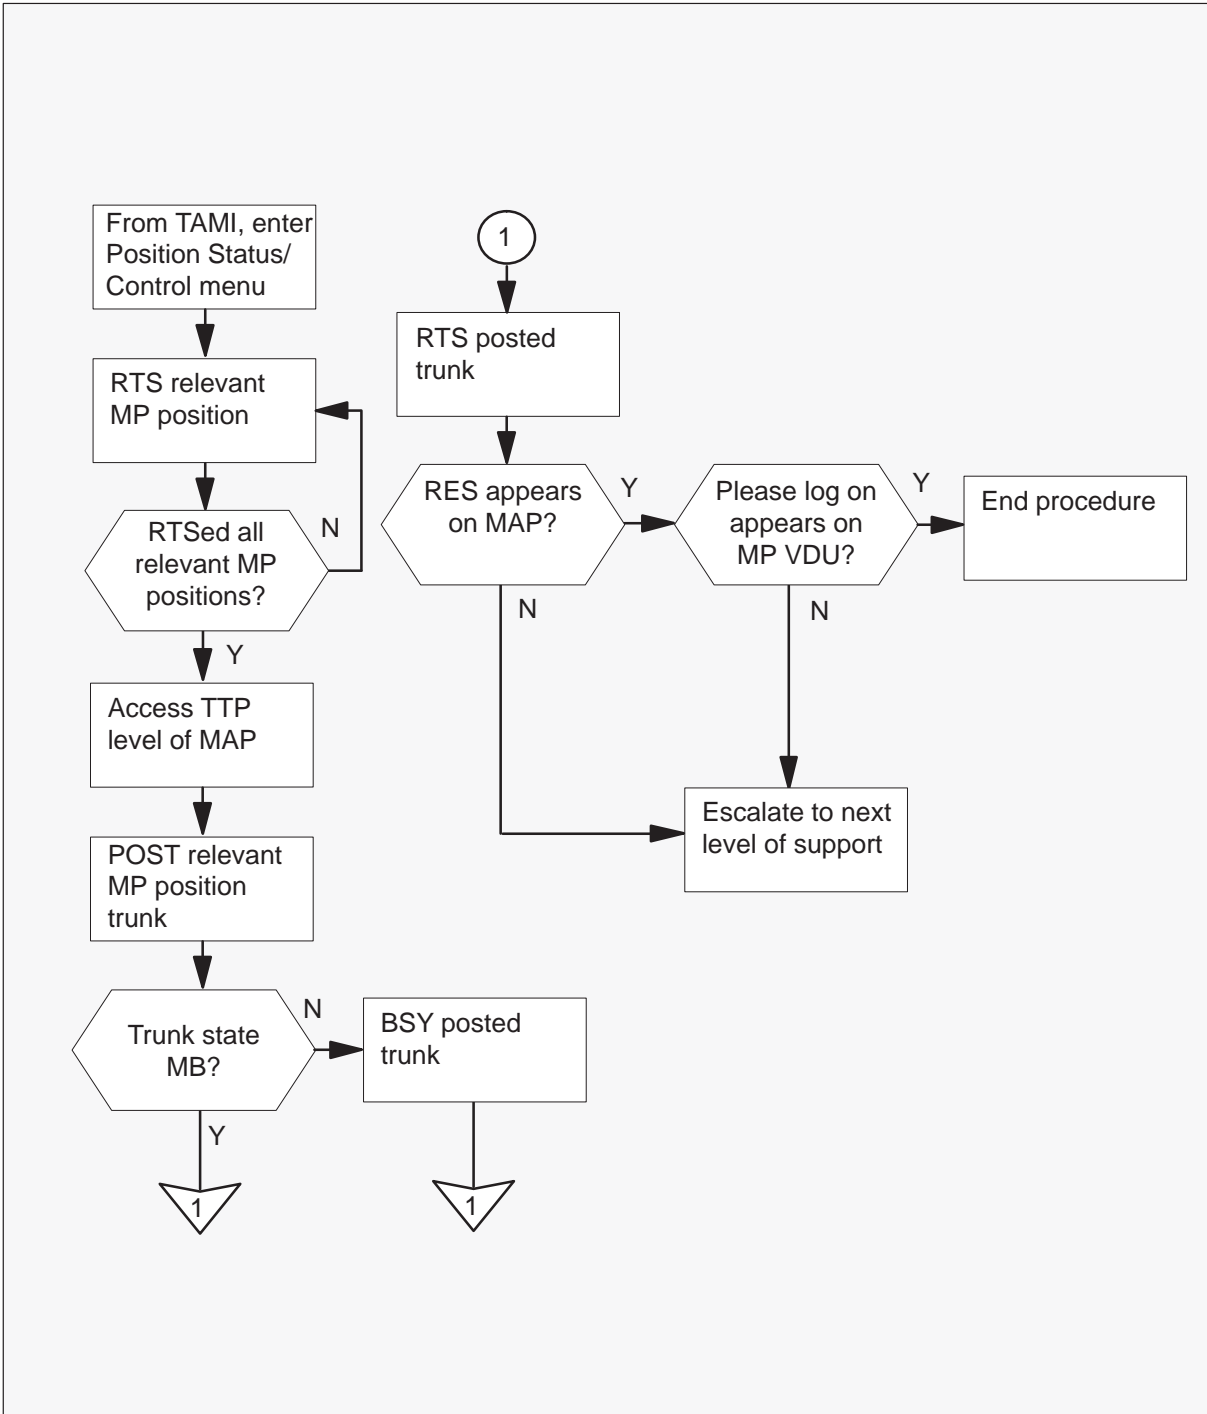 From TAMI, enter
Position Status/
Control menu
RTS relevant
MP position
RTSed all
relevant MP
positions?
N
Y
Access TTP
level of MAP
POST relevant
MP position
trunk
Trunk state
MB?
N
BSY posted
trunk
Y
1
1
1
RTS posted
trunk
RES appears
on MAP?
Y
N
Please log on
appears on
MP VDU?
Y
N
End procedure
Escalate to next
level of support